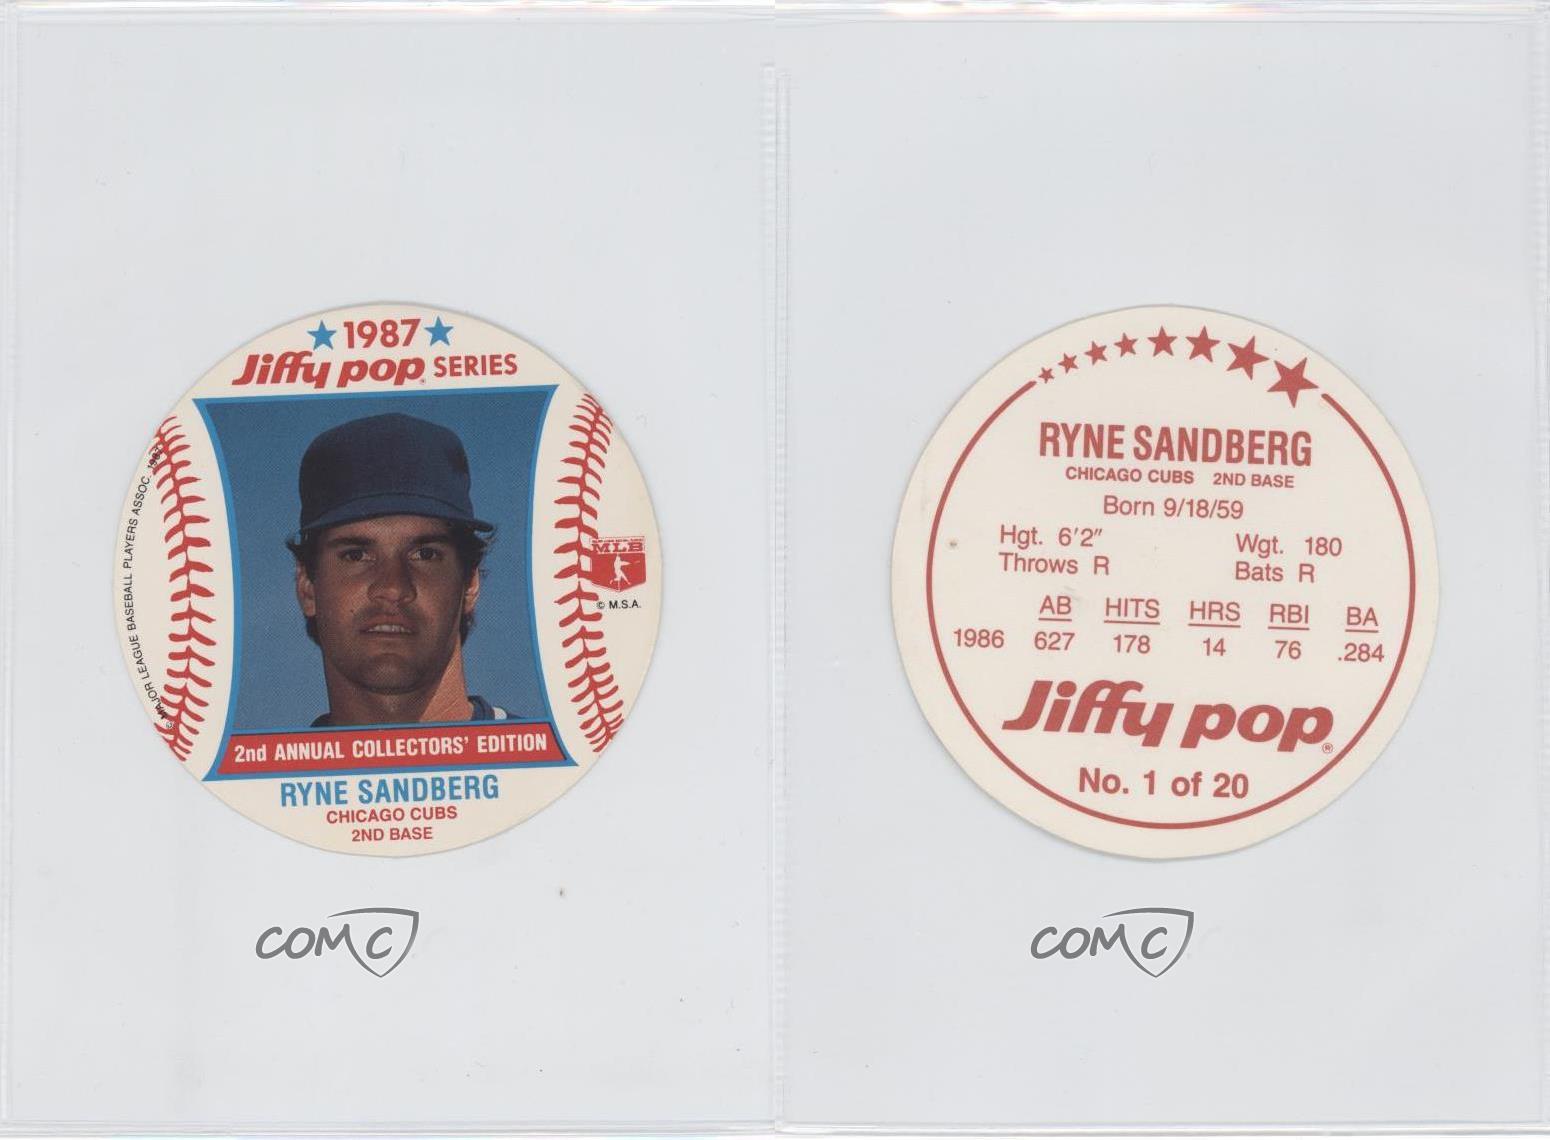 1987
Jiffy pop® SERIES
MAJOR LEAGUE BASEBALL PLAYERS ASSOC. 1987
MLB
© M.S.A.
2nd ANNUAL COLLECTORS' EDITION
RYNE SANDBERG
CHICAGO CUBS
2ND BASE
COMC
RYNE SANDBERG
CHICAGO CUBS 2ND BASE
Born 9/18/59
Hgt. 6'2" Wgt. 180
Throws R Bats R
AB HITS HRS RBI BA
1986 627 178 14 76 .284
Jiffy pop®
No. 1 of 20
COMC